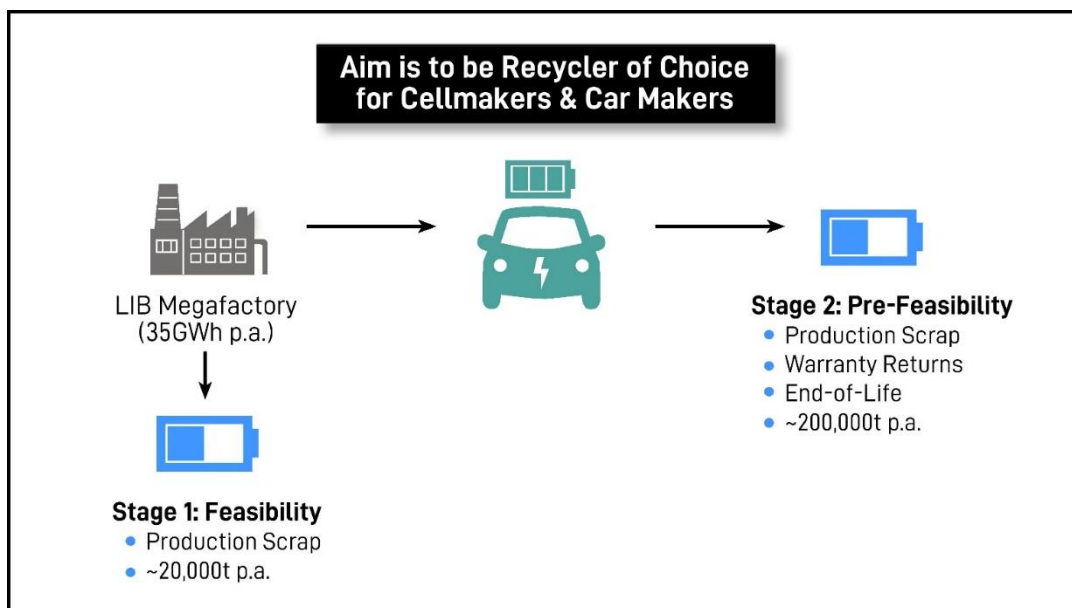 Aim is to be Recycler of Choice
for Cellmakers & Car Makers
LIB Megafactory
(35GWh p.a.)
Stage 1: Feasibility
• Production Scrap
• ~20,000t p.a.
Stage 2: Pre-Feasibility
• Production Scrap
• Warranty Returns
• End-of-Life
• ~200,000t p.a.